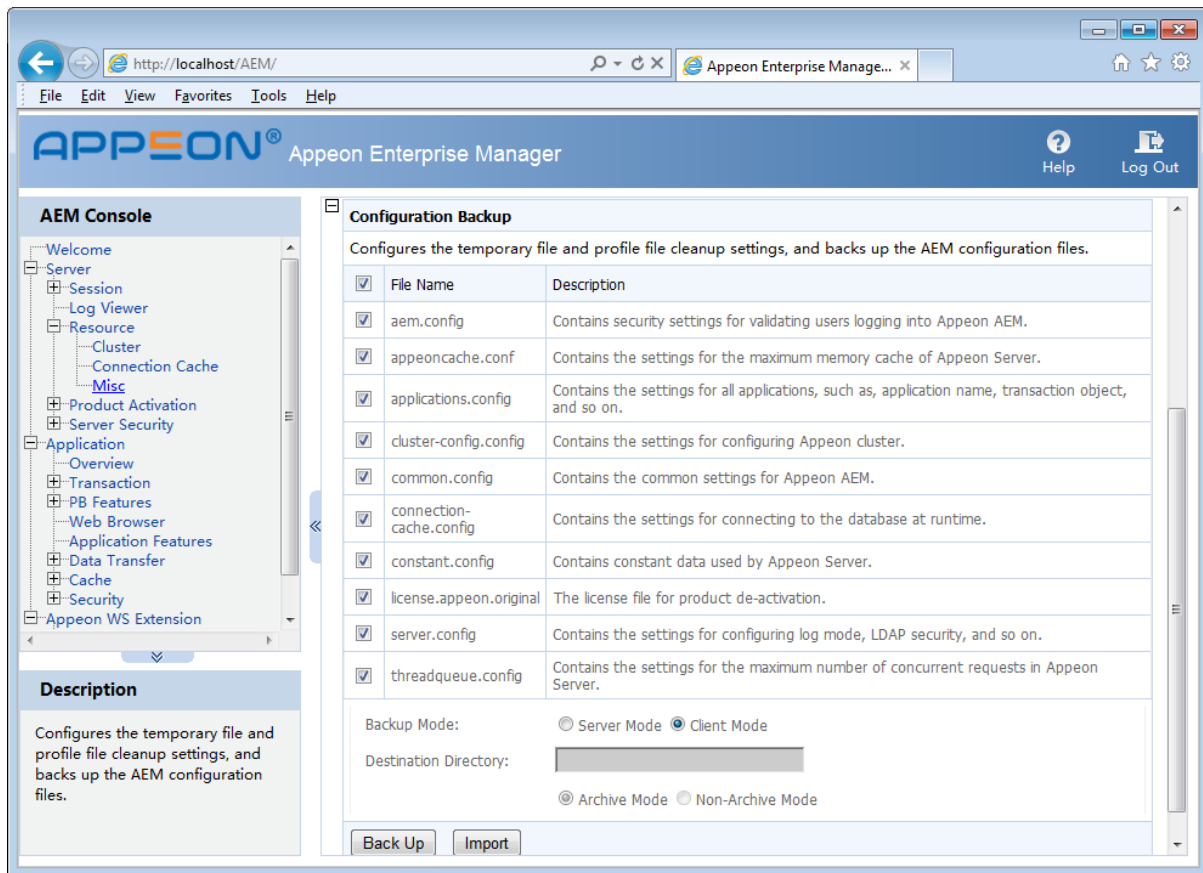 http://localhost/AEM/
Appeon Enterprise Manage...
File Edit View Favorites Tools Help
APPEON® Appeon Enterprise Manager
Help
Log Out
AEM Console
Welcome
Server
Session
Log Viewer
Resource
Cluster
Connection Cache
Misc
Product Activation
Server Security
Application
Overview
Transaction
PB Features
Web Browser
Application Features
Data Transfer
Cache
Security
Appeon WS Extension
Description
Configures the temporary file and
profile file cleanup settings, and
backs up the AEM configuration
files.
Configuration Backup
Configures the temporary file and profile file cleanup settings, and backs up the AEM configuration files.
File Name Description
aem.config Contains security settings for validating users logging into Appeon AEM.
appeoncache.conf Contains the settings for the maximum memory cache of Appeon Server.
applications.config Contains the settings for all applications, such as, application name, transaction object,
and so on.
cluster-config.config Contains the settings for configuring Appeon cluster.
common.config Contains the common settings for Appeon AEM.
connection-
cache.config Contains the settings for connecting to the database at runtime.
constant.config Contains constant data used by Appeon Server.
license.appeon.original The license file for product de-activation.
server.config Contains the settings for configuring log mode, LDAP security, and so on.
threadqueue.config Contains the settings for the maximum number of concurrent requests in Appeon
Server.
Backup Mode: Server Mode Client Mode
Destination Directory:
Archive Mode Non-Archive Mode
Back Up Import